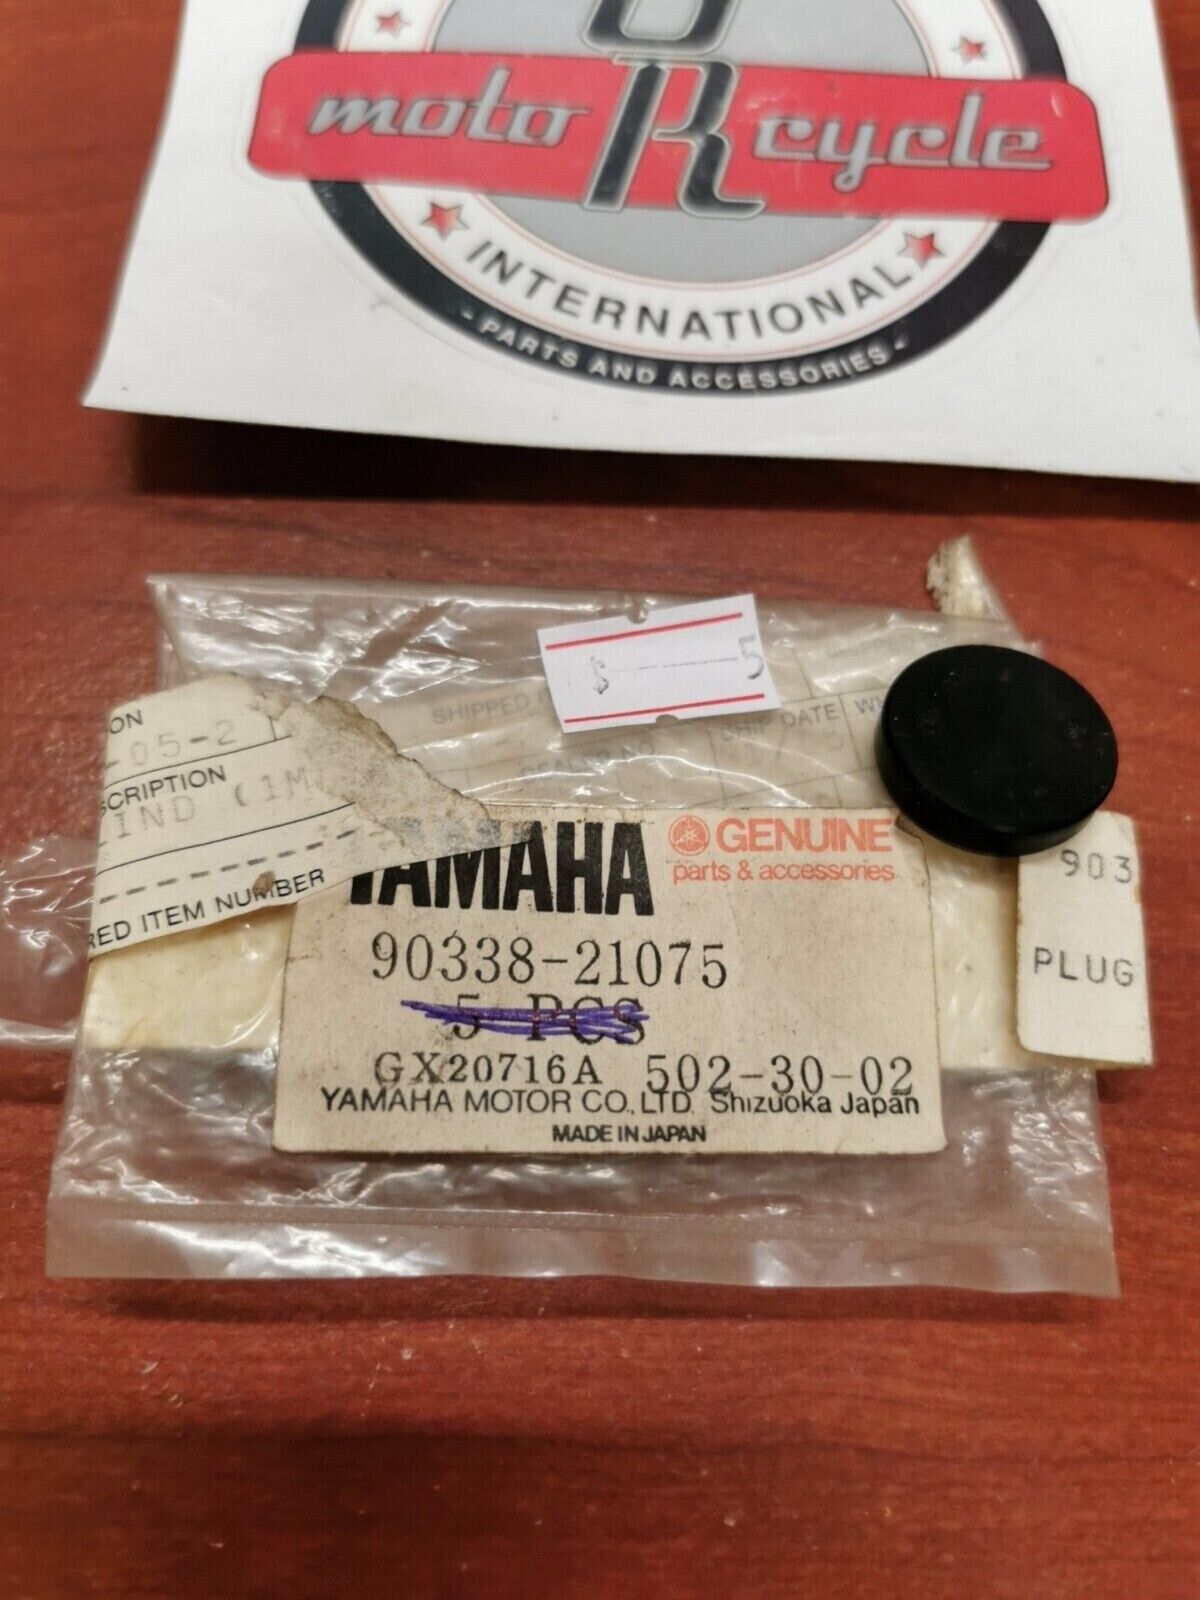 motoRcycle
INTERNATIONAL
- PARTS AND ACCESSORIES -
$ 5
SHIPPED
SHIP DATE
DEALER NO.
ON
-05-2
SCRIPTION
IND (1M
RED ITEM NUMBER
YAMAHA
GENUINE
parts & accessories
90338-21075
5 PCS
GX20716A 502-30-02
YAMAHA MOTOR CO., LTD. Shizuoka Japan
MADE IN JAPAN
903
PLUG